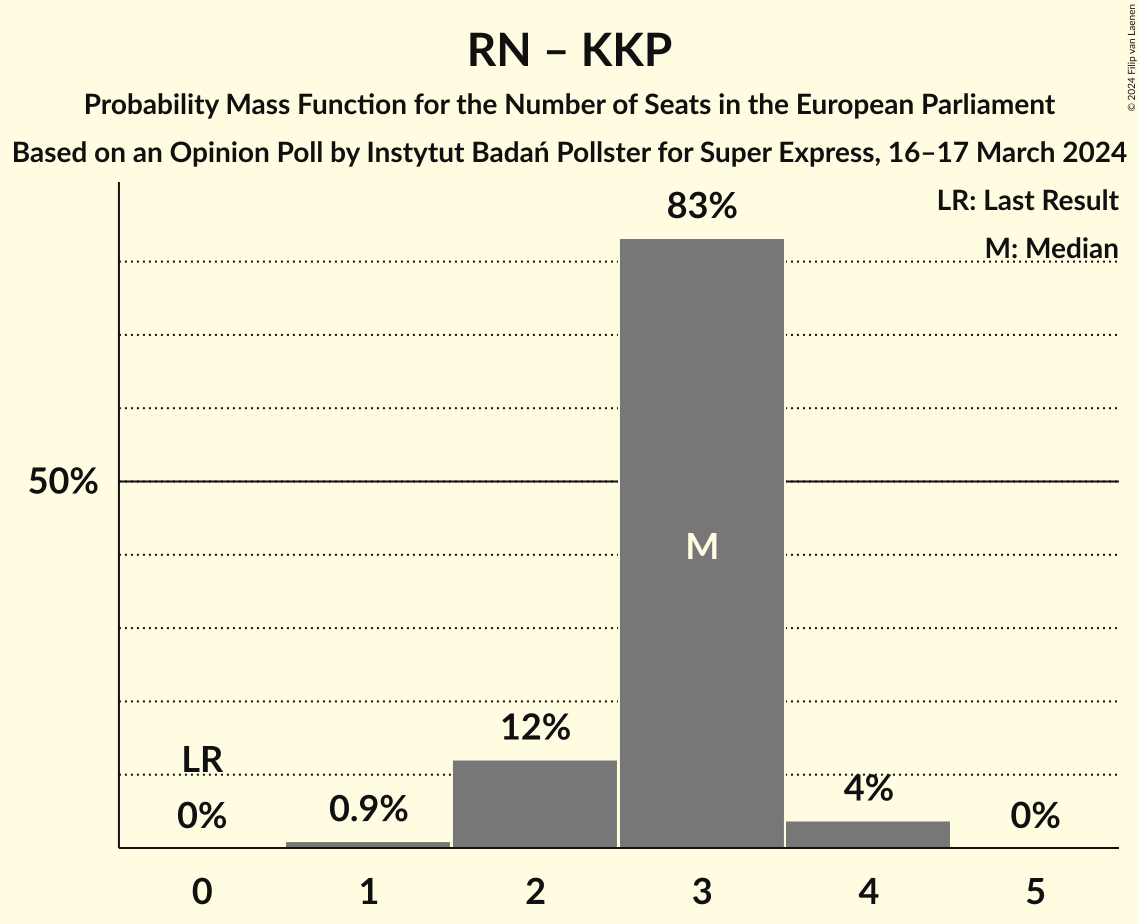 RN – KKP
Probability Mass Function for the Number of Seats in the European Parliament
Based on an Opinion Poll by Instytut Badań Pollster for Super Express, 16–17 March 2024
© 2024 Filip van Laenen
LR: Last Result
M: Median
83%
50%
M
12%
LR
4%
0.9%
0%
0%
0
1
2
3
4
5